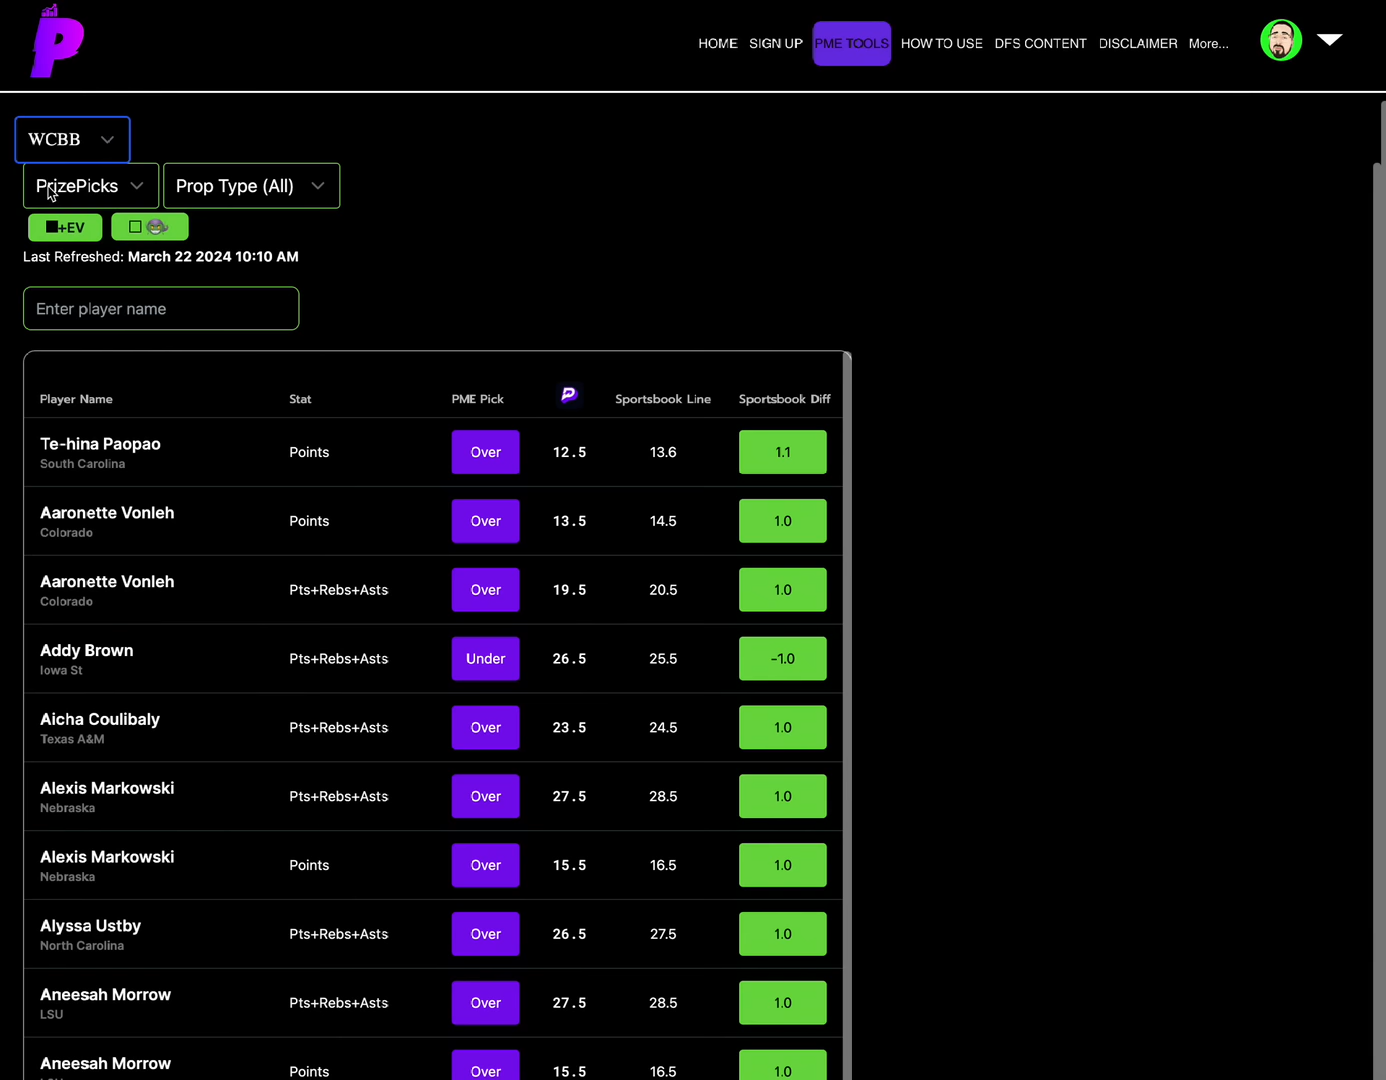 HOME SIGN UP PME TOOLS HOW TO USE DFS CONTENT DISCLAIMER More...
WCBB
PrizePicks Prop Type (All)
+EV
Last Refreshed: March 22 2024 10:10 AM
Enter player name
Player Name Stat PME Pick P Sportsbook Line Sportsbook Diff
Te-hina Paopao
South Carolina
Points Over 12.5 13.6 1.1
Aaronette Vonleh
Colorado
Points Over 13.5 14.5 1.0
Aaronette Vonleh
Colorado
Pts+Rebs+Asts Over 19.5 20.5 1.0
Addy Brown
Iowa St
Pts+Rebs+Asts Under 26.5 25.5 -1.0
Aicha Coulibaly
Texas A&M
Pts+Rebs+Asts Over 23.5 24.5 1.0
Alexis Markowski
Nebraska
Pts+Rebs+Asts Over 27.5 28.5 1.0
Alexis Markowski
Nebraska
Points Over 15.5 16.5 1.0
Alyssa Ustby
North Carolina
Pts+Rebs+Asts Over 26.5 27.5 1.0
Aneesah Morrow
LSU
Pts+Rebs+Asts Over 27.5 28.5 1.0
Aneesah Morrow
Points Over 15.5 16.5 1.0